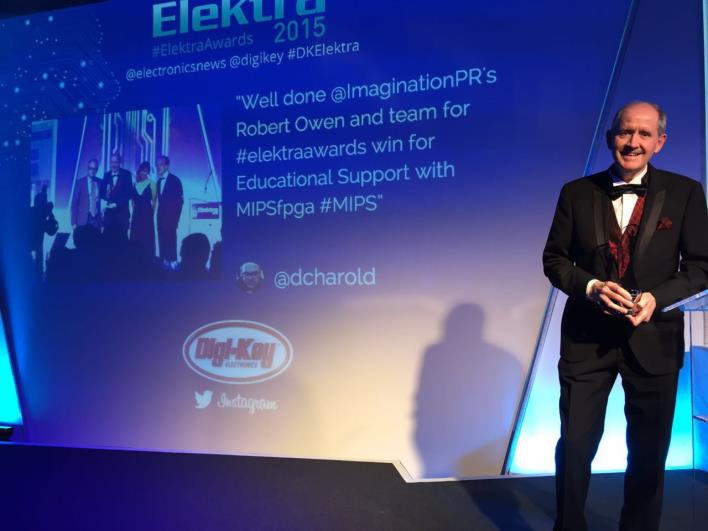 Elektra
2015
#ElektraAwards
@electronicsnews @digikey #DKElektra
"Well done @ImaginationPR's
Robert Owen and team for
#elektraawards win for
Educational Support with
MIPSfpga #MIPS"
@dcharold
Digi-Key
ELECTRONICS
Instagram